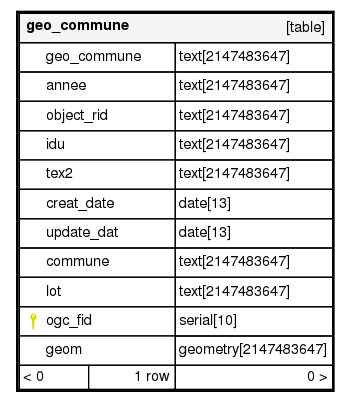 geo_commune [table]
geo_commune text[2147483647]
annee text[2147483647]
object_rid text[2147483647]
idu text[2147483647]
tex2 text[2147483647]
creat_date date[13]
update_dat date[13]
commune text[2147483647]
lot text[2147483647]
ogc_fid serial[10]
geom geometry[2147483647]
< 0 1 row 0 >